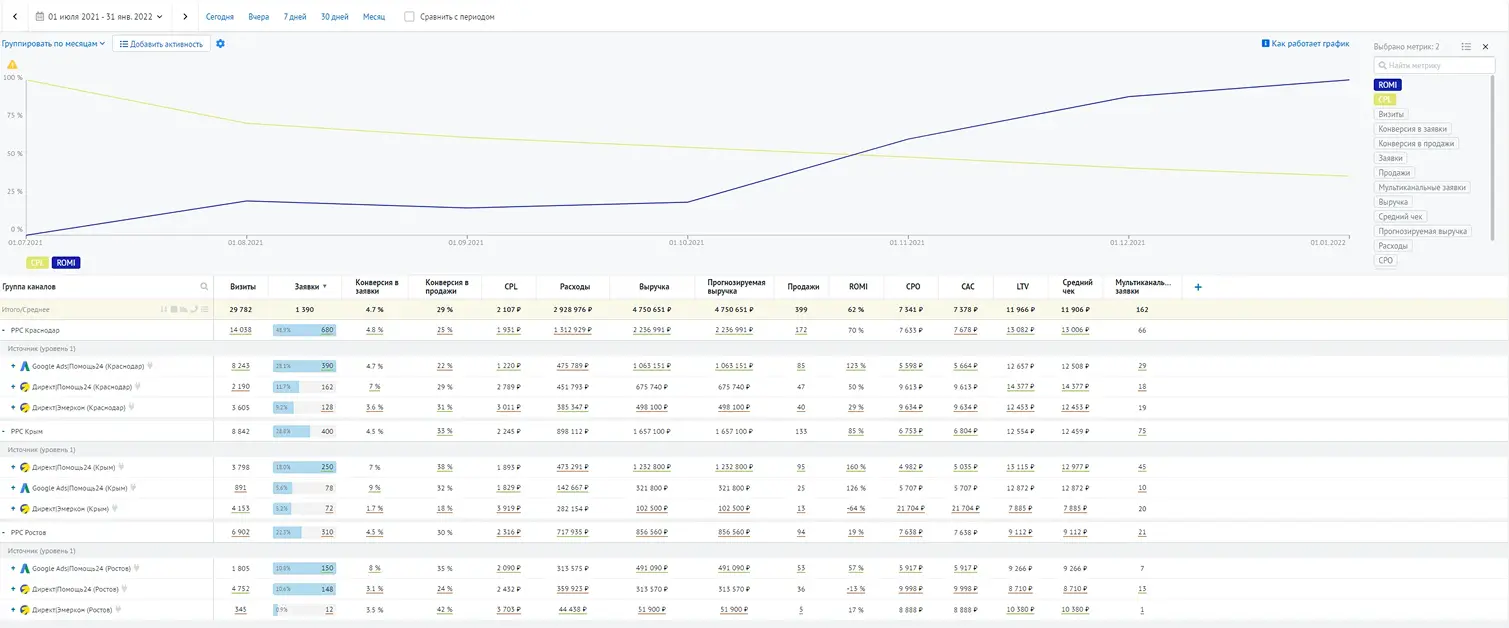 01 июля 2021 - 31 янв. 2022 Сегодня Вчера 7 дней 30 дней Месяц Сравнить с периодом
Группировать по месяцам Добавить активность Как работает график Выбрано метрик: 2
Найти метрику
100 %
75 %
50 %
25 %
0 %
01.07.2021 01.08.2021 01.09.2021 01.10.2021 01.11.2021 01.12.2021 01.01.2022
ROMI
CPL
Визиты
Конверсия в заявки
Конверсия в продажи
Заявки
Продажи
Мультиканальные заявки
Выручка
Средний чек
Прогнозируемая выручка
Расходы
CPO
CPL ROMI
Группа каналов Визиты Заявки Конверсия в заявки Конверсия в продажи CPL Расходы Выручка Прогнозируемая выручка Продажи ROMI CPO CAC LTV Средний чек Мультиканаль... заявки
Итого/Среднее 29 782 1 390 4.7 % 29 % 2 107 ₽ 2 928 976 ₽ 4 750 651 ₽ 4 750 651 ₽ 399 62 % 7 341 ₽ 7 378 ₽ 11 966 ₽ 11 906 ₽ 162
PPC Краснодар 14 038 48.9% 680 4.8 % 25 % 1 931 ₽ 1 312 929 ₽ 2 236 991 ₽ 2 236 991 ₽ 172 70 % 7 633 ₽ 7 678 ₽ 13 082 ₽ 13 006 ₽ 66
Источник (уровень 1)
Google Ads|Помощь24 (Краснодар) 8 243 28.1% 390 4.7 % 22 % 1 220 ₽ 475 789 ₽ 1 063 151 ₽ 1 063 151 ₽ 85 123 % 5 598 ₽ 5 664 ₽ 12 657 ₽ 12 508 ₽ 29
Директ|Помощь24 (Краснодар) 2 190 11.7% 162 7 % 29 % 2 789 ₽ 451 793 ₽ 675 740 ₽ 675 740 ₽ 47 50 % 9 613 ₽ 9 613 ₽ 14 377 ₽ 14 377 ₽ 18
Директ|Эмеркон (Краснодар) 3 605 9.2% 128 3.6 % 31 % 3 011 ₽ 385 347 ₽ 498 100 ₽ 498 100 ₽ 40 29 % 9 634 ₽ 9 634 ₽ 12 453 ₽ 12 453 ₽ 19
PPC Крым 8 842 28.8% 400 4.5 % 33 % 2 245 ₽ 898 112 ₽ 1 657 100 ₽ 1 657 100 ₽ 133 85 % 6 753 ₽ 6 804 ₽ 12 554 ₽ 12 459 ₽ 75
Источник (уровень 1)
Директ|Помощь24 (Крым) 3 798 18.0% 250 7 % 38 % 1 893 ₽ 473 291 ₽ 1 232 800 ₽ 1 232 800 ₽ 95 160 % 4 982 ₽ 5 035 ₽ 13 115 ₽ 12 977 ₽ 45
Google Ads|Помощь24 (Крым) 891 5.6% 78 9 % 32 % 1 829 ₽ 142 667 ₽ 321 800 ₽ 321 800 ₽ 25 126 % 5 707 ₽ 5 707 ₽ 12 872 ₽ 12 872 ₽ 10
Директ|Эмеркон (Крым) 4 153 5.2% 72 1.7 % 18 % 3 919 ₽ 282 154 ₽ 102 500 ₽ 102 500 ₽ 13 -64 % 21 704 ₽ 21 704 ₽ 7 885 ₽ 7 885 ₽ 20
PPC Ростов 6 902 22.3% 310 4.5 % 30 % 2 316 ₽ 717 935 ₽ 856 560 ₽ 856 560 ₽ 94 19 % 7 638 ₽ 7 638 ₽ 9 112 ₽ 9 112 ₽ 21
Источник (уровень 1)
Google Ads|Помощь24 (Ростов) 1 805 10.8% 150 8 % 35 % 2 090 ₽ 313 575 ₽ 491 090 ₽ 491 090 ₽ 53 57 % 5 917 ₽ 5 917 ₽ 9 266 ₽ 9 266 ₽ 7
Директ|Помощь24 (Ростов) 4 752 10.6% 148 3.1 % 24 % 2 432 ₽ 359 923 ₽ 313 570 ₽ 313 570 ₽ 36 -13 % 9 998 ₽ 9 998 ₽ 8 710 ₽ 8 710 ₽ 13
Директ|Эмеркон (Ростов) 345 0.9% 12 3.5 % 42 % 3 703 ₽ 44 438 ₽ 51 900 ₽ 51 900 ₽ 5 17 % 8 888 ₽ 8 888 ₽ 10 380 ₽ 10 380 ₽ 1